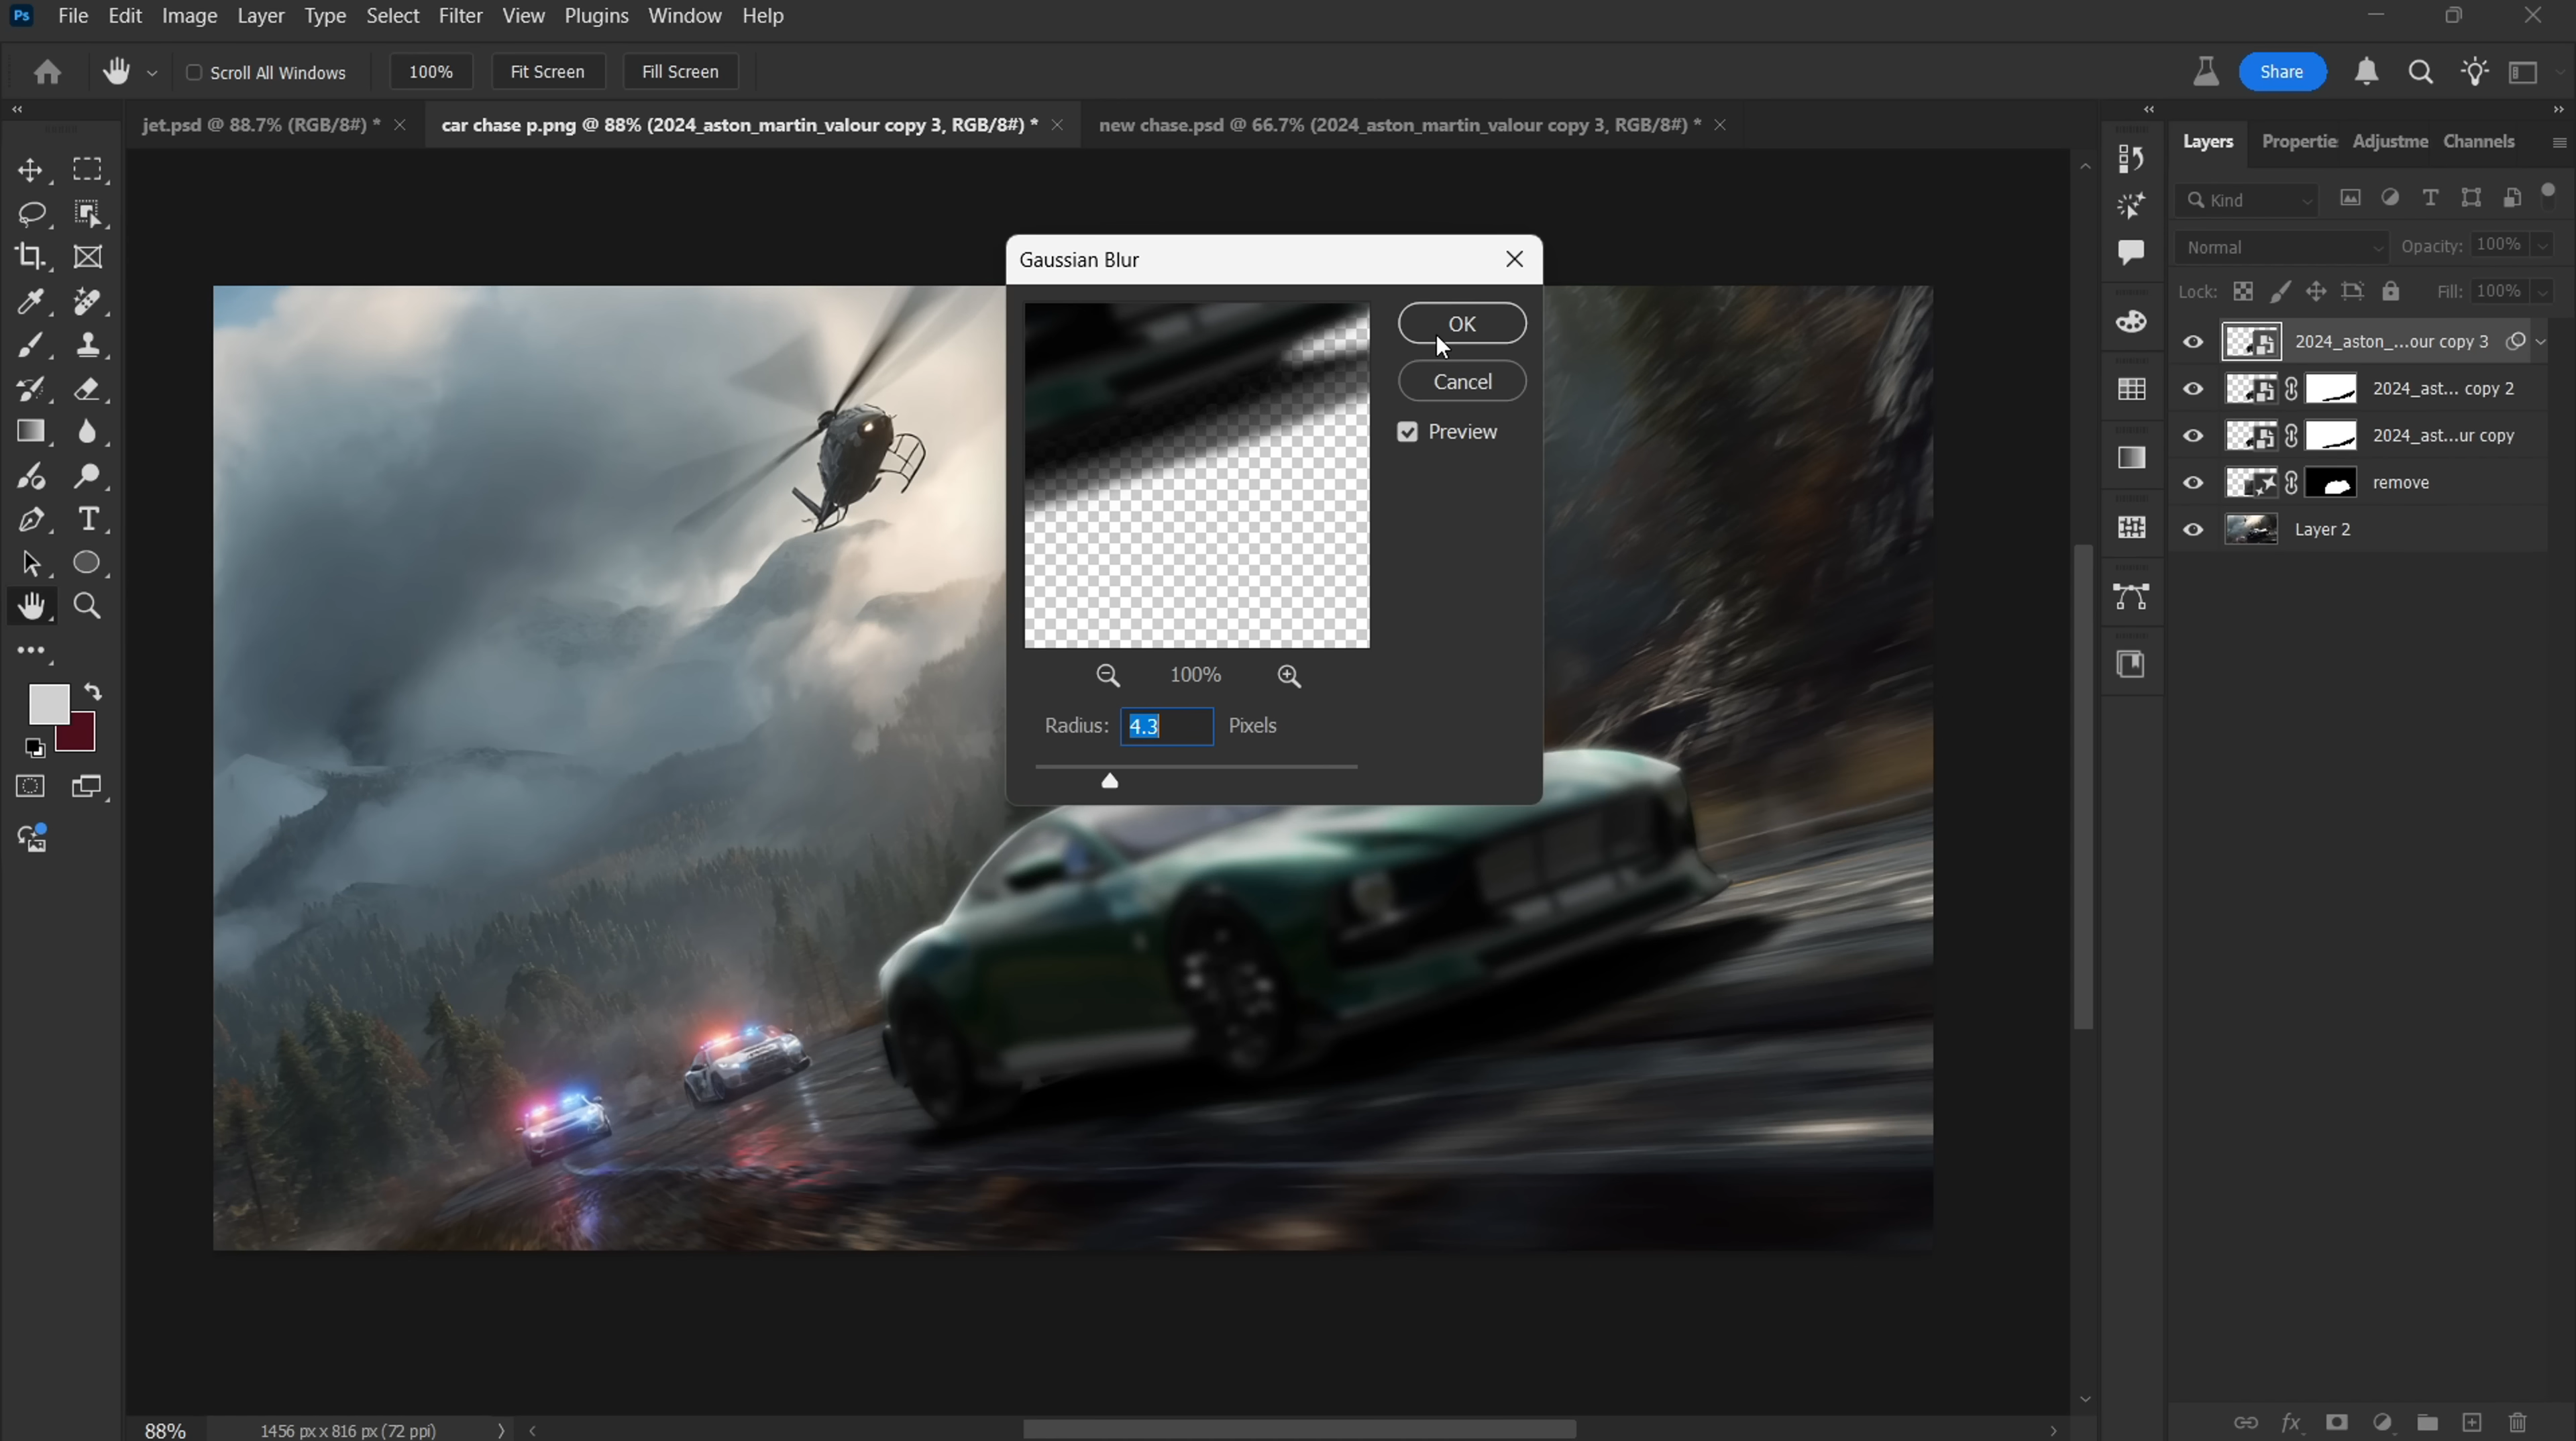 Ps File Edit Image Layer Type Select Filter View Plugins Window Help
Scroll All Windows 100% Fit Screen Fill Screen Share
jet.psd @ 88.7% (RGB/8#) * car chase p.png @ 88% (2024_aston_martin_valour copy 3, RGB/8#) * new chase.psd @ 66.7% (2024_aston_martin_valour copy 3, RGB/8#) *
Layers Propertie Adjustme Channels
Kind
Normal Opacity: 100%
Lock: Fill: 100%
2024_aston_...our copy 3
2024_ast... copy 2
2024_ast...ur copy
remove
Layer 2
Gaussian Blur
OK
Cancel
Preview
100%
Radius: 4.3 Pixels
88% 1456 px x 816 px (72 ppi)